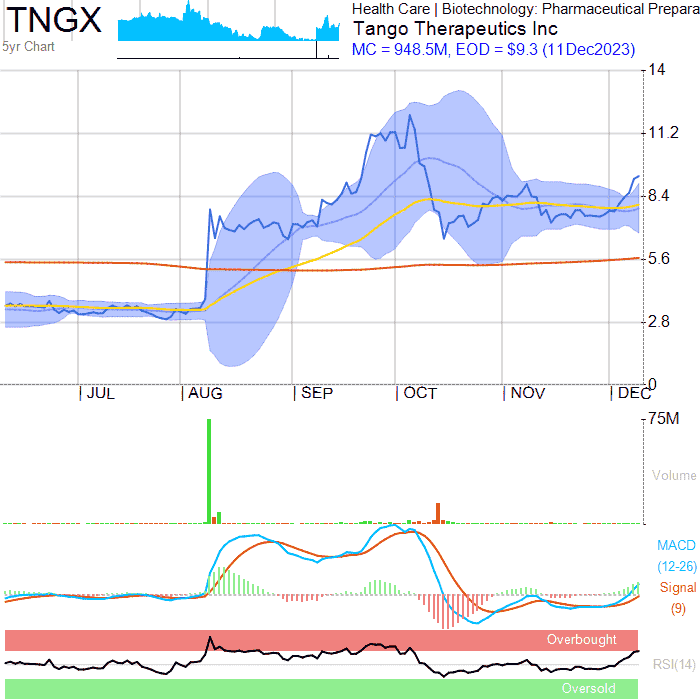 TNGX
5yr Chart
Health Care | Biotechnology: Pharmaceutical Prepara
Tango Therapeutics Inc
MC = 948.5M, EOD = $9.3 (11Dec2023)
14
11.2
8.4
5.6
2.8
0
JUL
AUG
SEP
OCT
NOV
DEC
75M
Volume
MACD
(12-26)
Signal
(9)
Overbought
RSI(14)
Oversold